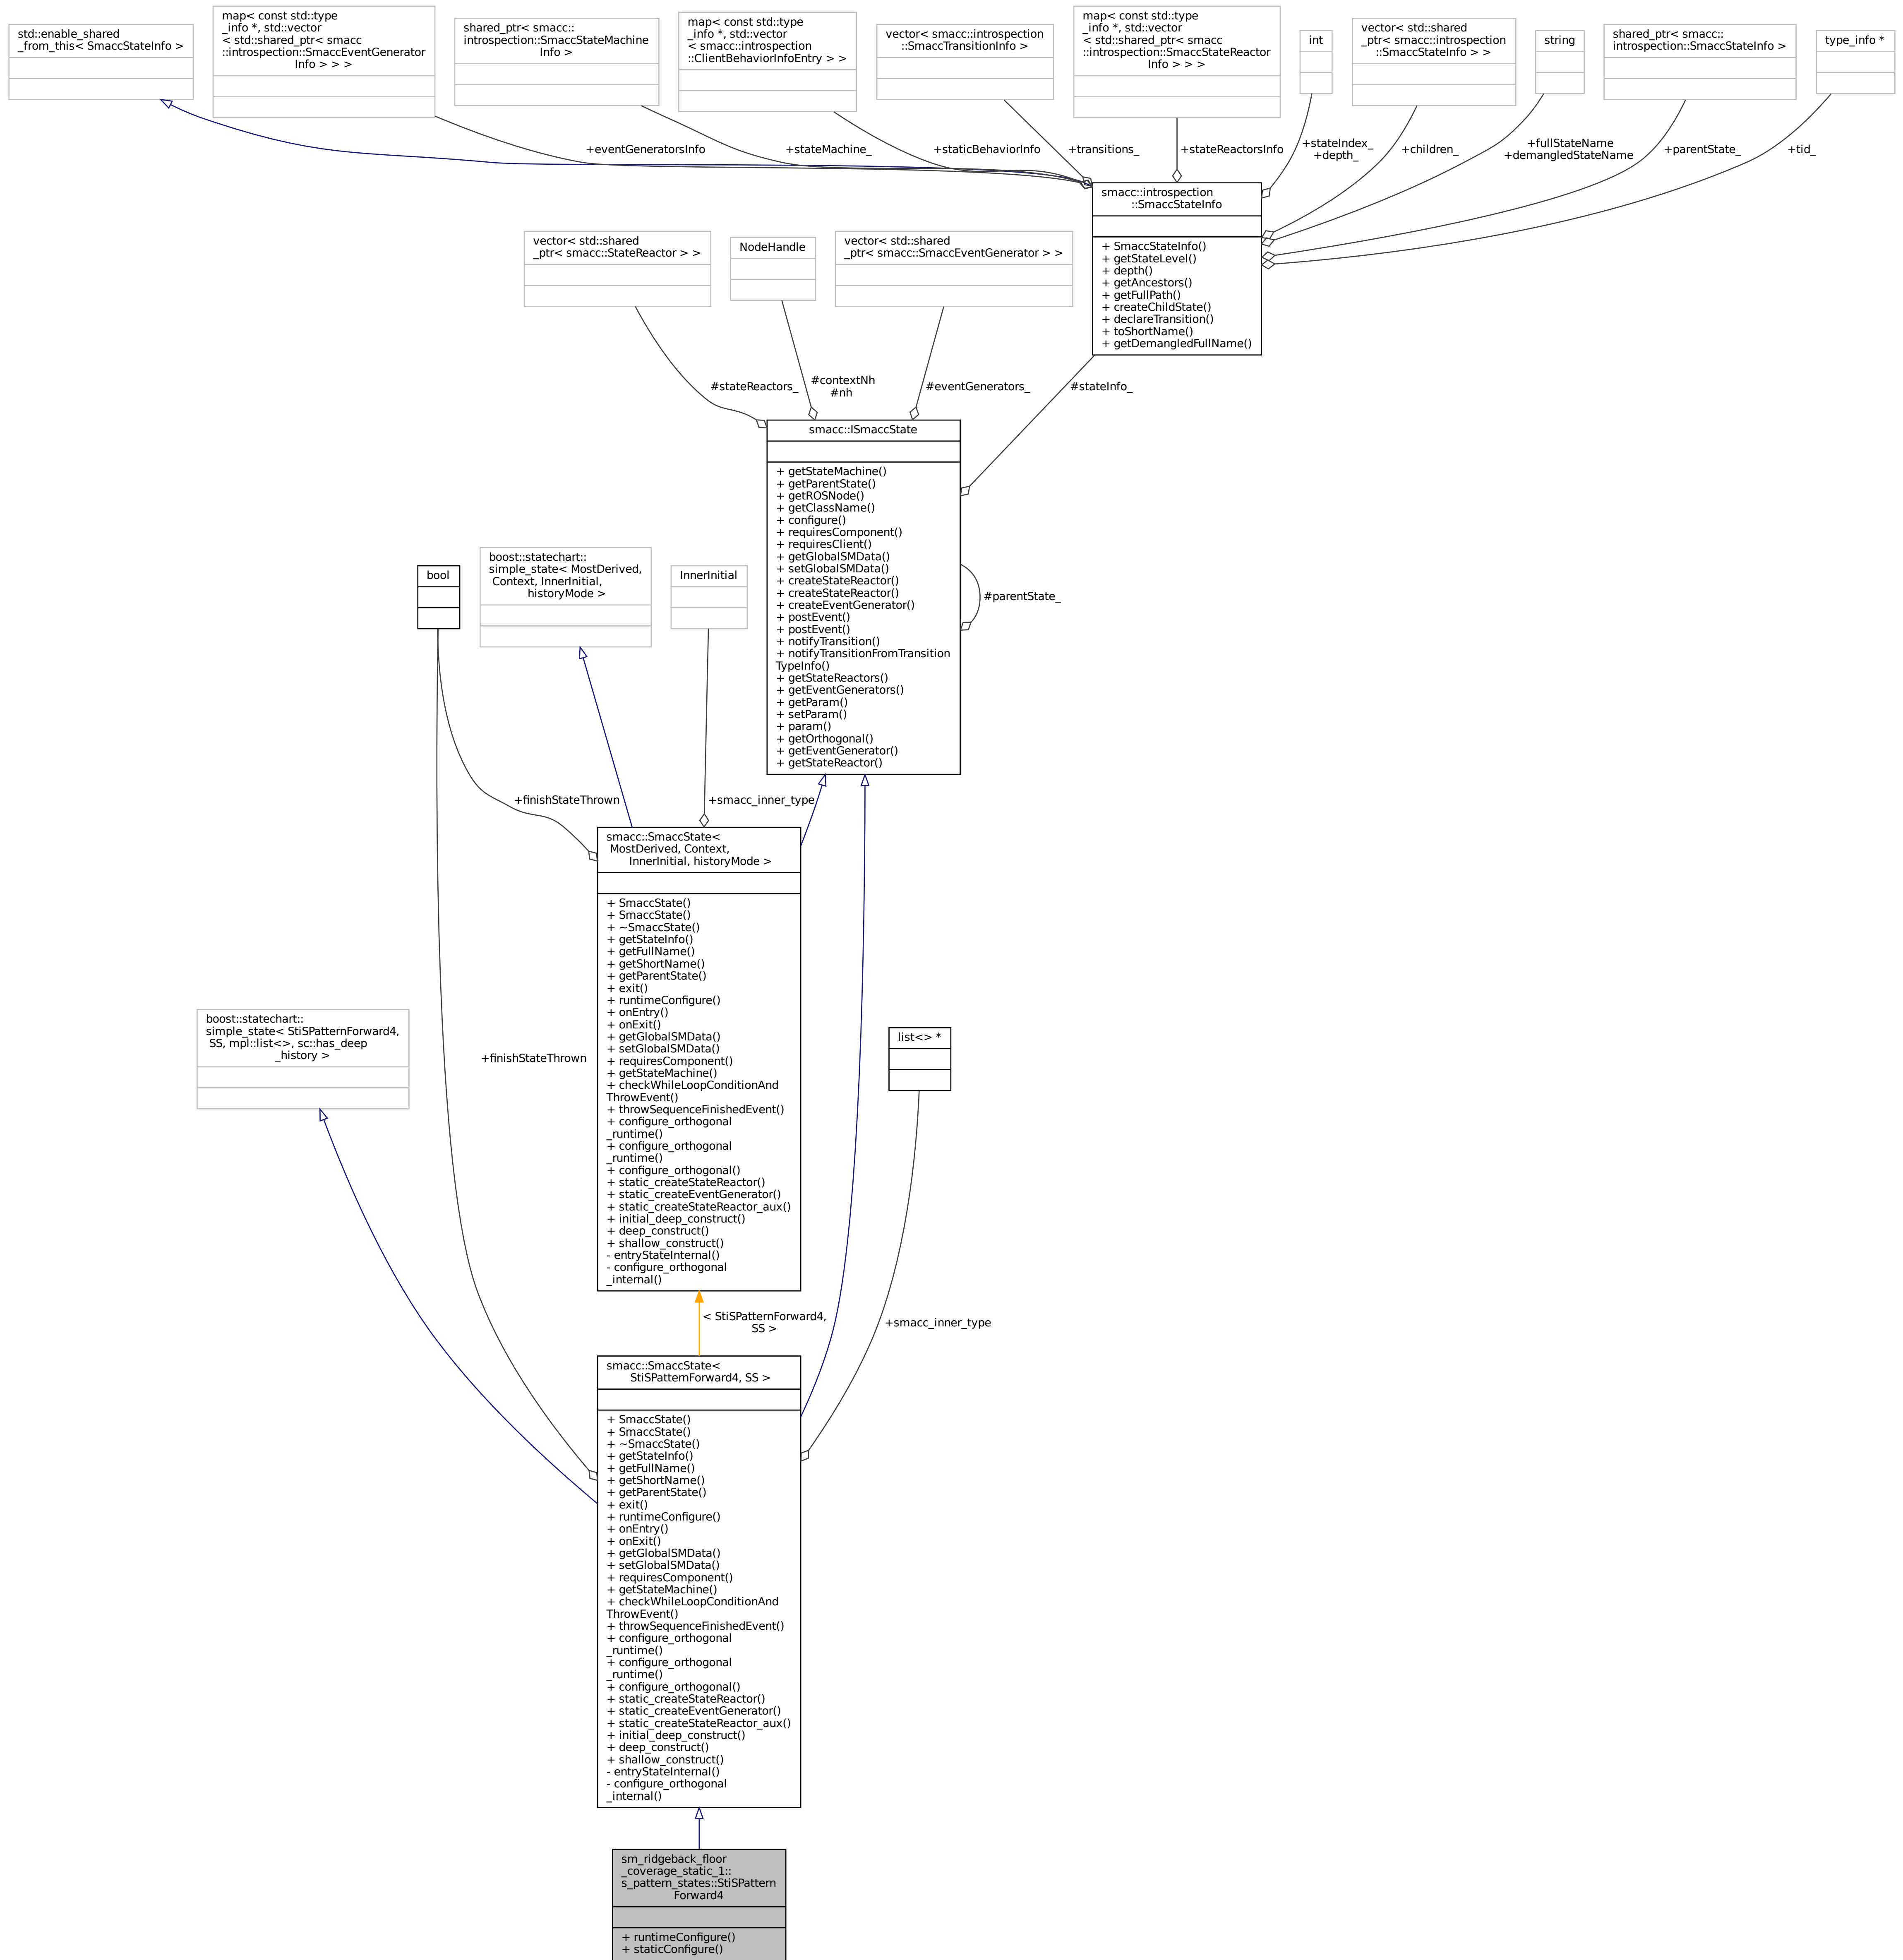 std::enable_shared
_from_this< SmaccStateInfo >
map< const std::type
_info *, std::vector
< std::shared_ptr< smacc
::introspection::SmaccEventGenerator
Info > > >
shared_ptr< smacc::
introspection::SmaccStateMachine
Info >
map< const std::type
_info *, std::vector
< smacc::introspection
::ClientBehaviorInfoEntry > >
vector< smacc::introspection
::SmaccTransitionInfo >
map< const std::type
_info *, std::vector
< std::shared_ptr< smacc
::introspection::SmaccStateReactor
Info > > >
int
vector< std::shared
_ptr< smacc::introspection
::SmaccStateInfo > >
string
shared_ptr< smacc::
introspection::SmaccStateInfo >
type_info *
+eventGeneratorsInfo
+stateMachine_
+staticBehaviorInfo
+transitions_
+stateReactorsInfo
+stateIndex_
+depth_
+children_
+fullStateName
+demangledStateName
+parentState_
+tid_
smacc::introspection
::SmaccStateInfo
+ SmaccStateInfo()
+ getStateLevel()
+ depth()
+ getAncestors()
+ getFullPath()
+ createChildState()
+ declareTransition()
+ toShortName()
+ getDemangledFullName()
vector< std::shared
_ptr< smacc::StateReactor > >
NodeHandle
vector< std::shared
_ptr< smacc::SmaccEventGenerator > >
#stateReactors_
#contextNh
#nh
#eventGenerators_
#stateInfo_
smacc::ISmaccState
+ getStateMachine()
+ getParentState()
+ getROSNode()
+ getClassName()
+ configure()
+ requiresComponent()
+ requiresClient()
+ getGlobalSMData()
+ setGlobalSMData()
+ createStateReactor()
+ createStateReactor()
+ createEventGenerator()
+ postEvent()
+ postEvent()
+ notifyTransition()
+ notifyTransitionFromTransition
TypeInfo()
+ getStateReactors()
+ getEventGenerators()
+ getParam()
+ setParam()
+ param()
+ getOrthogonal()
+ getEventGenerator()
+ getStateReactor()
#parentState_
bool
boost::statechart::
simple_state< MostDerived,
Context, InnerInitial,
historyMode >
InnerInitial
+finishStateThrown
+smacc_inner_type
smacc::SmaccState<
MostDerived, Context,
InnerInitial, historyMode >
+ SmaccState()
+ SmaccState()
+ ~SmaccState()
+ getStateInfo()
+ getFullName()
+ getShortName()
+ getParentState()
+ exit()
+ runtimeConfigure()
+ onEntry()
+ onExit()
+ getGlobalSMData()
+ setGlobalSMData()
+ requiresComponent()
+ getStateMachine()
+ checkWhileLoopConditionAnd
ThrowEvent()
+ throwSequenceFinishedEvent()
+ configure_orthogonal
_runtime()
+ configure_orthogonal
_runtime()
+ configure_orthogonal()
+ static_createStateReactor()
+ static_createEventGenerator()
+ static_createStateReactor_aux()
+ initial_deep_construct()
+ deep_construct()
+ shallow_construct()
- entryStateInternal()
- configure_orthogonal
_internal()
boost::statechart::
simple_state< StiSPatternForward4,
SS, mpl::list<>, sc::has_deep
_history >
+finishStateThrown
list<> *
< StiSPatternForward4,
SS >
+smacc_inner_type
smacc::SmaccState<
StiSPatternForward4, SS >
+ SmaccState()
+ SmaccState()
+ ~SmaccState()
+ getStateInfo()
+ getFullName()
+ getShortName()
+ getParentState()
+ exit()
+ runtimeConfigure()
+ onEntry()
+ onExit()
+ getGlobalSMData()
+ setGlobalSMData()
+ requiresComponent()
+ getStateMachine()
+ checkWhileLoopConditionAnd
ThrowEvent()
+ throwSequenceFinishedEvent()
+ configure_orthogonal
_runtime()
+ configure_orthogonal
_runtime()
+ configure_orthogonal()
+ static_createStateReactor()
+ static_createEventGenerator()
+ static_createStateReactor_aux()
+ initial_deep_construct()
+ deep_construct()
+ shallow_construct()
- entryStateInternal()
- configure_orthogonal
_internal()
sm_ridgeback_floor
_coverage_static_1::
s_pattern_states::StiSPattern
Forward4
+ runtimeConfigure()
+ staticConfigure()